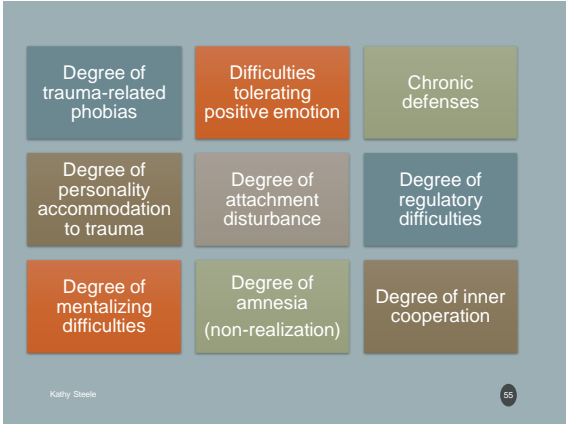 Degree of
trauma-related
phobias
Difficulties
tolerating
positive emotion
Chronic
defenses
Degree of
personality
accommodation
to trauma
Degree of
attachment
disturbance
Degree of
regulatory
difficulties
Degree of
mentalizing
difficulties
Degree of
amnesia
(non-realization)
Degree of inner
cooperation
Kathy Steele
55